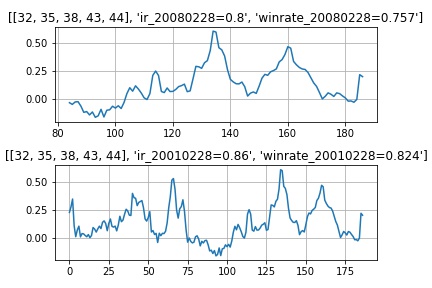 [[32, 35, 38, 43, 44], 'ir_20080228=0.8', 'winrate_20080228=0.757']
0.50
0.25
0.00
80 100 120 140 160 180
[[32, 35, 38, 43, 44], 'ir_20010228=0.86', 'winrate_20010228=0.824']
0.50
0.25
0.00
0 25 50 75 100 125 150 175